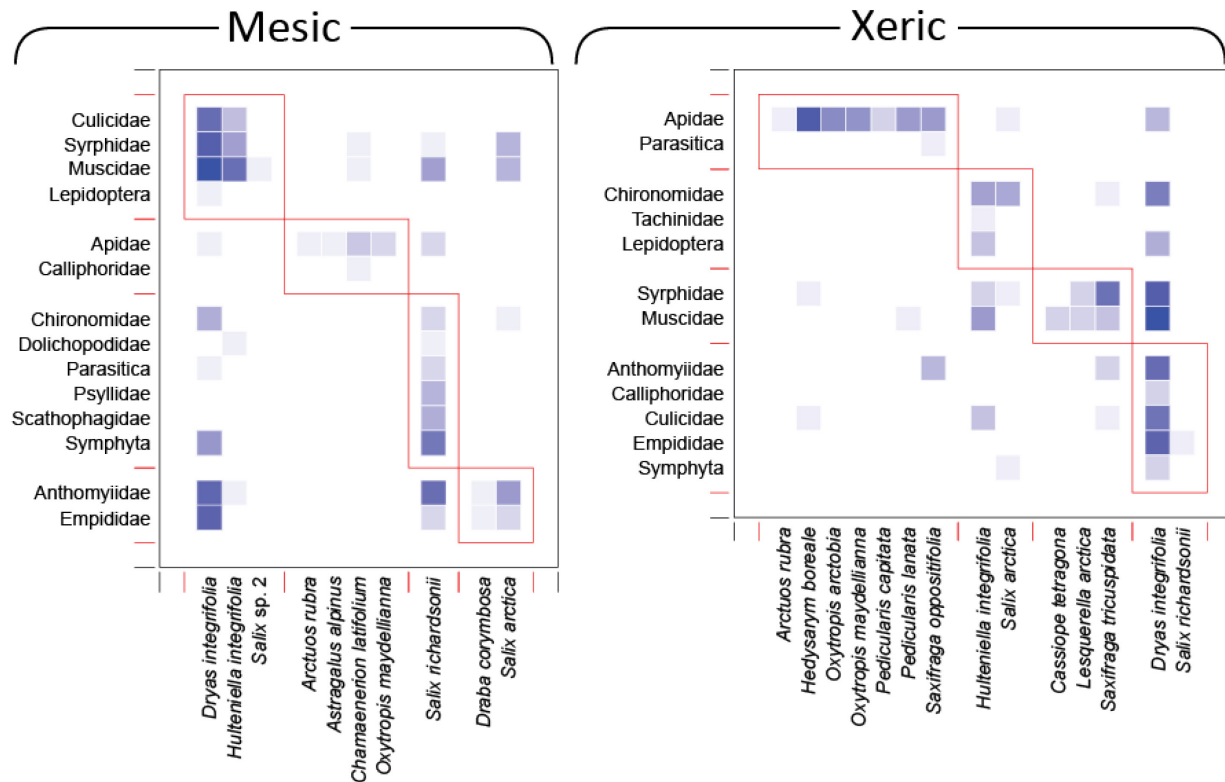 Mesic
Xeric
Culicidae
Syrphidae
Muscidae
Lepidoptera
Apidae
Calliphoridae
Chironomidae
Dolichopodidae
Parasitica
Psyllidae
Scathophagidae
Symphyta
Anthomyiidae
Empididae
Dryas integrifolia
Hulteniella integrifolia
Salix sp. 2
Arctuos rubra
Astragalus alpinus
Chamaenerion latifolium
Oxytropis maydellianna
Salix richardsonii
Draba corymbosa
Salix arctica
Apidae
Parasitica
Chironomidae
Tachinidae
Lepidoptera
Syrphidae
Muscidae
Anthomyiidae
Calliphoridae
Culicidae
Empididae
Symphyta
Arctuos rubra
Hedysarym boreale
Oxytropis arctobia
Oxytropis maydellianna
Pedicularis capitata
Pedicularis lanata
Saxifraga oppositifolia
Hulteniella integrifolia
Salix arctica
Cassiope tetragona
Lesquerella arctica
Saxifraga tricuspidata
Dryas integrifolia
Salix richardsonii